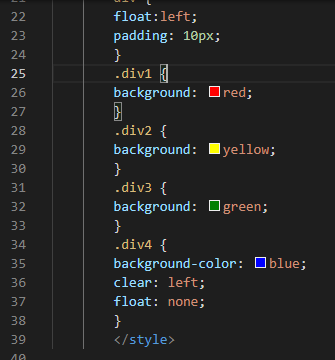 21 div {
22 float:left;
23 padding: 10px;
24 }
25 .div1 {
26 background: red;
27 }
28 .div2 {
29 background: yellow;
30 }
31 .div3 {
32 background: green;
33 }
34 .div4 {
35 background-color: blue;
36 clear: left;
37 float: none;
38 }
39 </style>
40